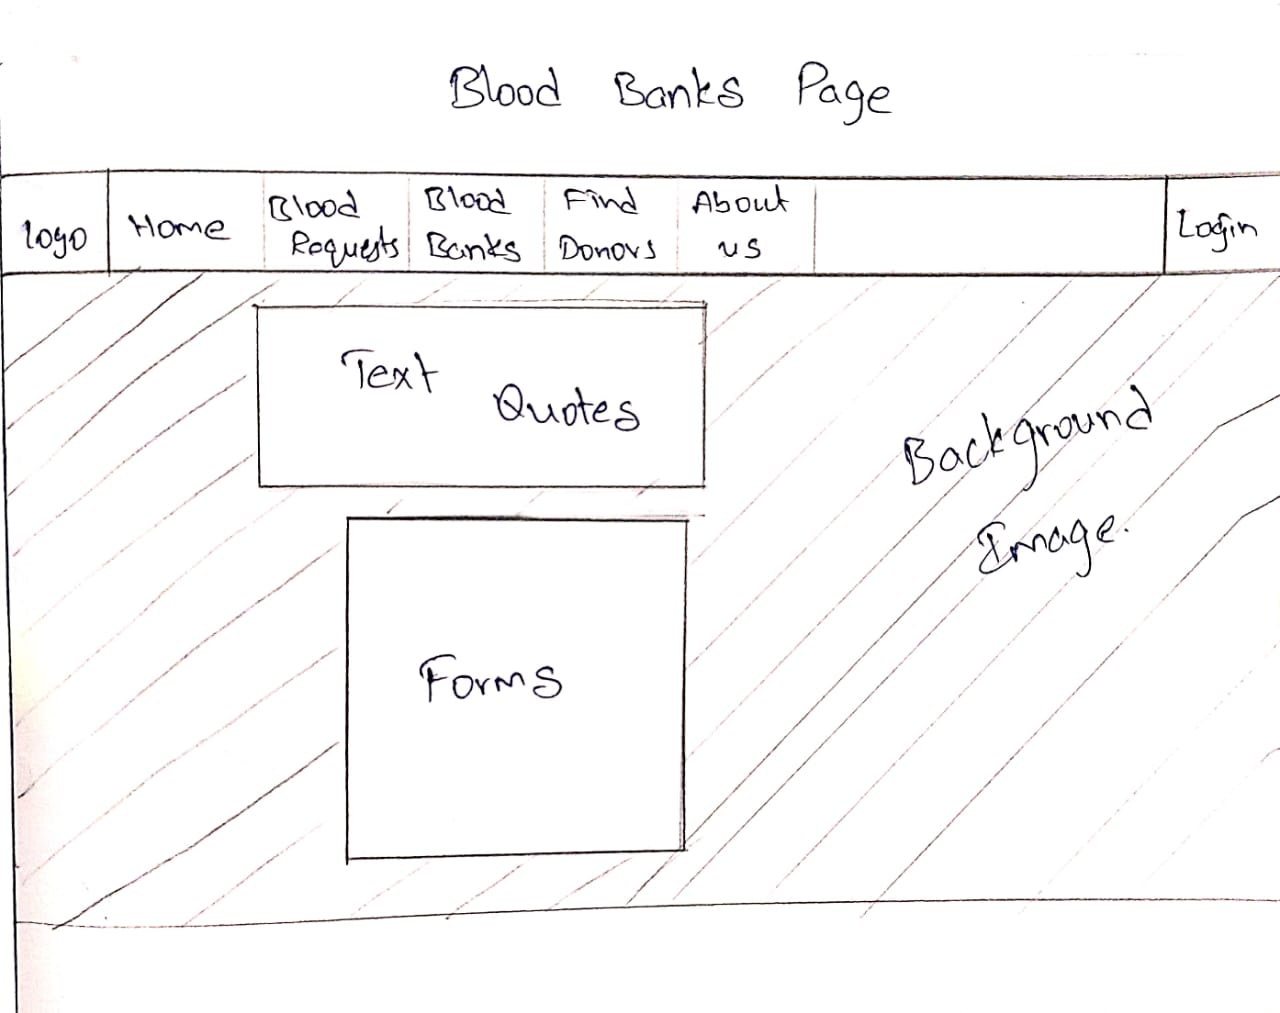 Blood Banks Page
logo
Home
Blood
Requests
Blood
Banks
Find
Donors
About
us
Login
Text
Quotes
Background
Image.
Forms